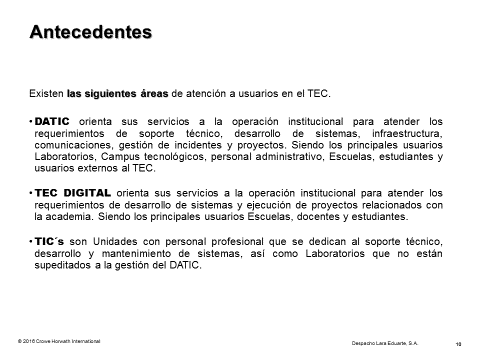 Antecedentes
Existen las siguientes áreas de atención a usuarios en el TEC.
• DATIC orienta sus servicios a la operación institucional para atender los
requerimientos de soporte técnico, desarrollo de sistemas, infraestructura,
comunicaciones, gestión de incidentes y proyectos. Siendo los principales usuarios
Laboratorios, Campus tecnológicos, personal administrativo, Escuelas, estudiantes y
usuarios externos al TEC.
• TEC DIGITAL orienta sus servicios a la operación institucional para atender los
requerimientos de desarrollo de sistemas y ejecución de proyectos relacionados con
la academia. Siendo los principales usuarios Escuelas, docentes y estudiantes.
• TIC´s son Unidades con personal profesional que se dedican al soporte técnico,
desarrollo y mantenimiento de sistemas, así como Laboratorios que no están
supeditados a la gestión del DATIC.
© 2016 Crowe Horwath International
Despacho Lara Eduarte, S.A.
10